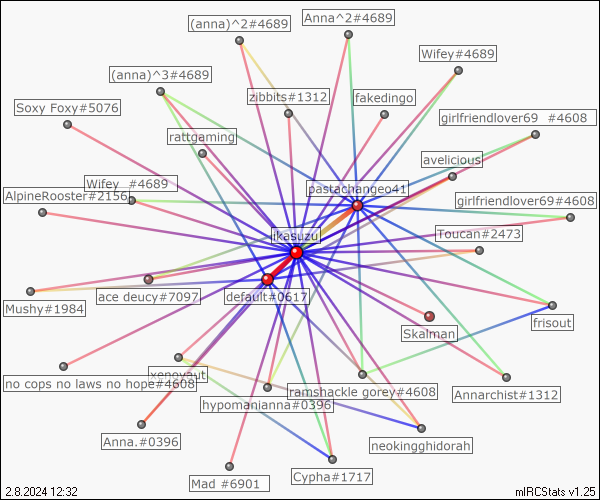 Anna^2#4689
(anna)^2#4689
Wifey#4689
(anna)^3#4689
zibbits#1312
fakedingo
Soxy Foxy#5076
girlfriendlover69   #4608
rattgaming
avelicious
Wifey   #4689
pastachangeo41
AlpineRooster#2156
girlfriendlover69#4608
ikasuzu
Toucan#2473
Mushy#1984
ace deucy#7097
default#0617
Skalman
frisout
xenoyaut
no cops no laws no hope#4608
ramshackle gorey#4608
Annarchist#1312
hypomanianna#0396
Anna.#0396
neokingghidorah
Mad #6901
Cypha#1717
2.8.2024 12:32
mIRCStats v1.25